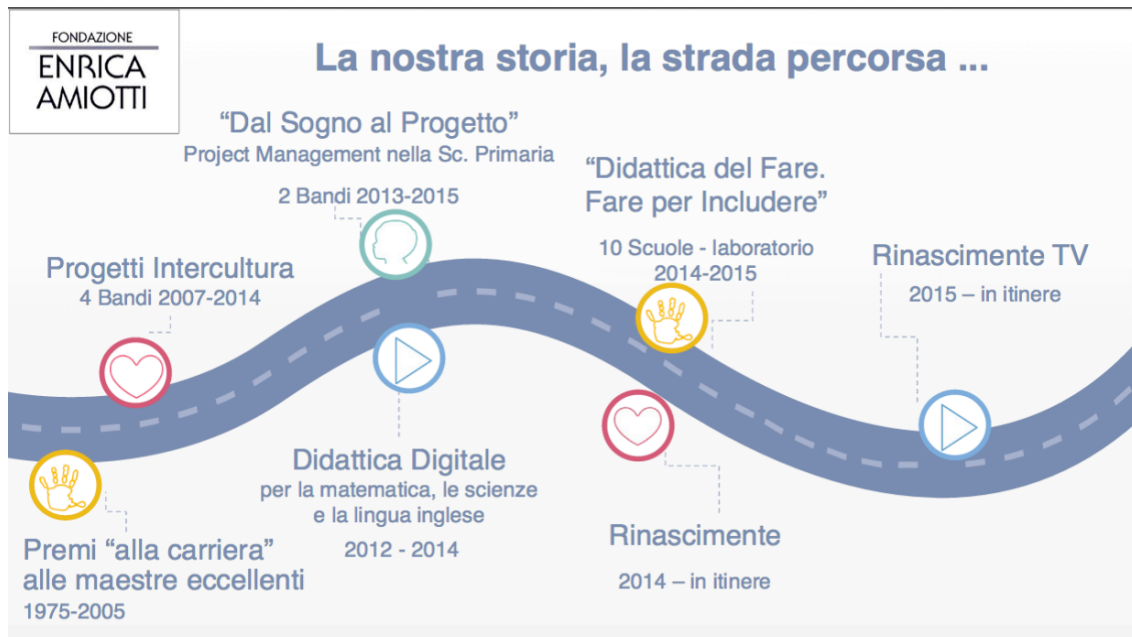 FONDAZIONE
ENRICA
AMIOTTI
La nostra storia, la strada percorsa ...
“Dal Sogno al Progetto”
Project Management nella Sc. Primaria
2 Bandi 2013-2015
“Didattica del Fare.
Fare per Includere”
10 Scuole - laboratorio
2014-2015
Rinascimente TV
2015 – in itinere
Progetti Intercultura
4 Bandi 2007-2014
Didattica Digitale
per la matematica, le scienze
e la lingua inglese
2012 - 2014
Rinascimente
2014 – in itinere
Premi “alla carriera”
alle maestre eccellenti
1975-2005